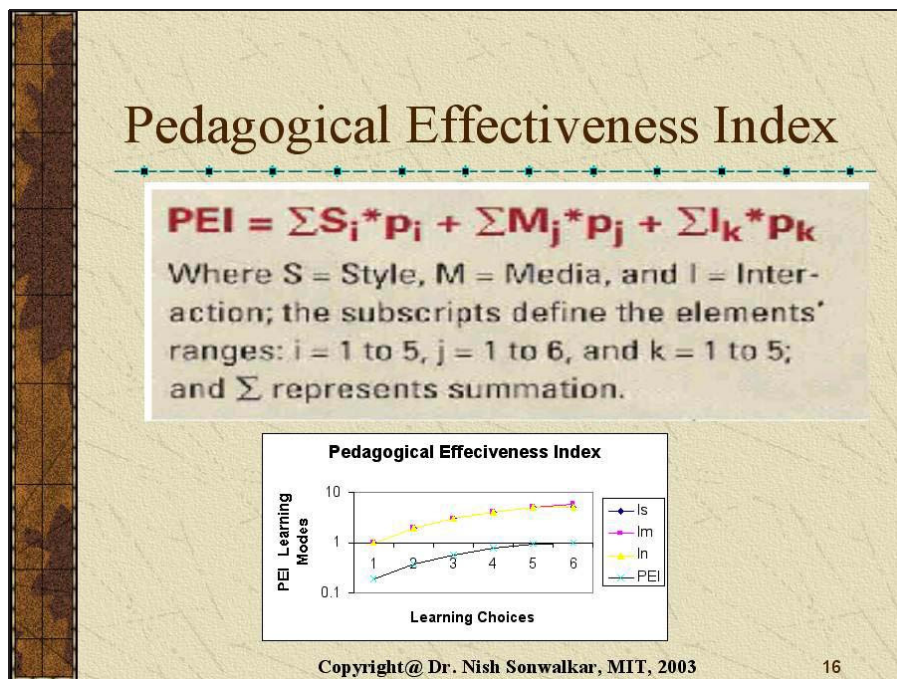 Pedagogical Effectiveness Index
PEI = ∑Sᵢ*pᵢ + ∑Mⱼ*pⱼ + ∑Iₖ*pₖ
Where S = Style, M = Media, and I = Inter-
action; the subscripts define the elements'
ranges: i = 1 to 5, j = 1 to 6, and k = 1 to 5;
and ∑ represents summation.
Pedagogical Effeciveness Index
PEI Learning
Modes
10
1
0.1
1 2 3 4 5 6
Learning Choices
Is
Im
In
PEI
Copyright@ Dr. Nish Sonwalkar, MIT, 2003
16